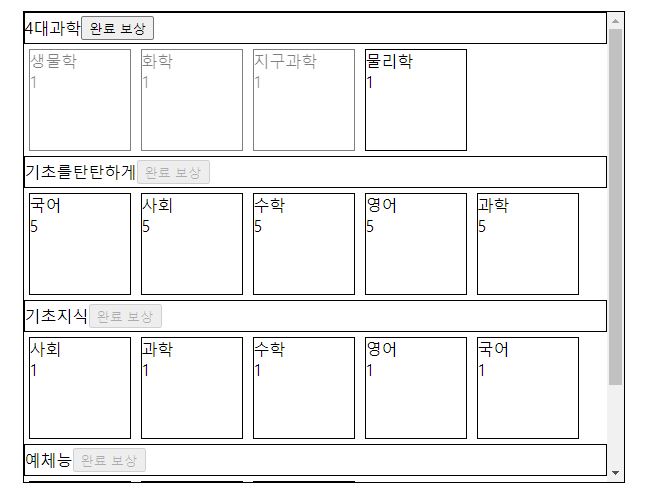 4대과학 완료 보상
생물학 화학 지구과학 물리학
1 1 1 1
기초를탄탄하게 완료 보상
국어 사회 수학 영어 과학
5 5 5 5 5
기초지식 완료 보상
사회 과학 수학 영어 국어
1 1 1 1 1
예체능 완료 보상